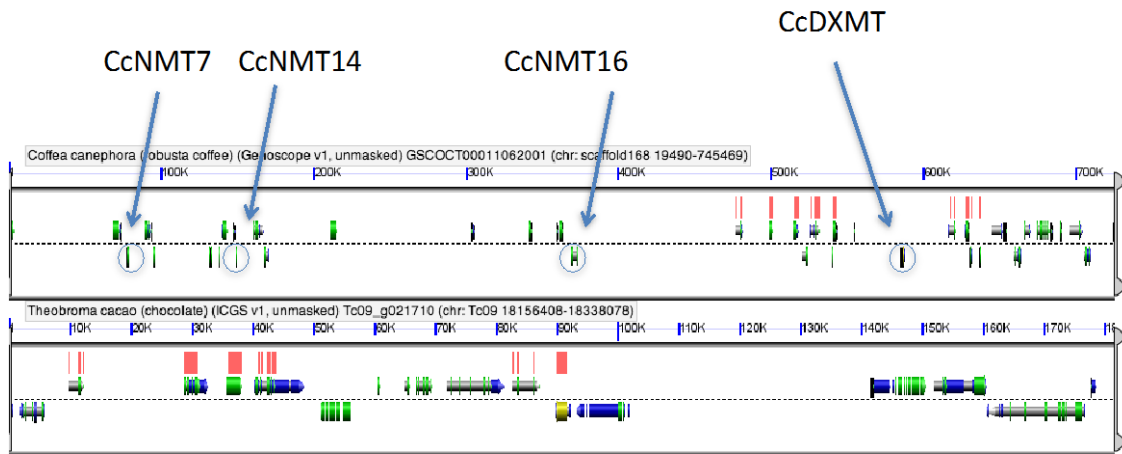 CcDXMT
CcNMT7 CcNMT14 CcNMT16
Coffea canephora (robusta coffee) (Genoscope v1, unmasked) GSCOCT00011062001 (chr: scaffold168 19490-745469)
100K 200K 300K 400K 500K 600K 700K
Theobroma cacao (chocolate) (ICGS v1, unmasked) Tc09_g021710 (chr: Tc09 18156408-18338078)
10K 20K 30K 40K 50K 60K 70K 80K 90K 100K 110K 120K 130K 140K 150K 160K 170K